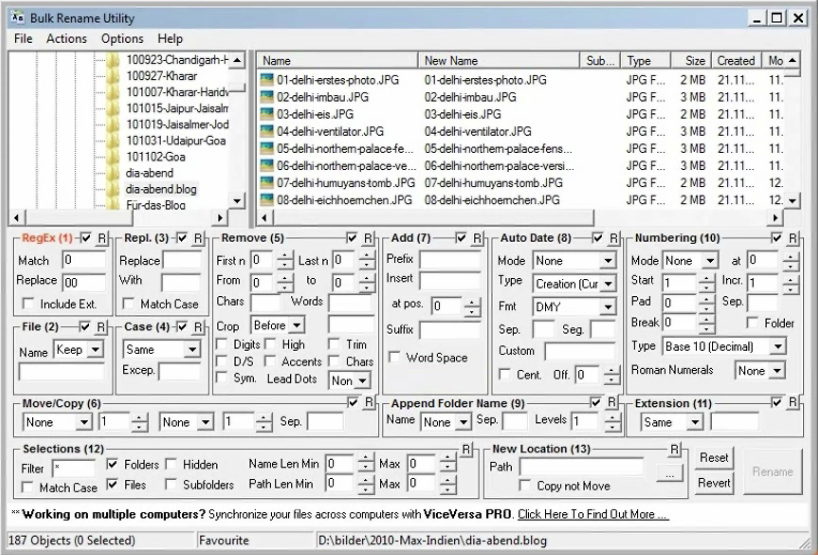 Bulk Rename Utility
File Actions Options Help
100923-Chandigarh-H
100927-Kharar
101007-Kharar-Haridw
101015-Jaipur-Jaisalm
101019-Jaisalmer-Jod
101031-Udaipur-Goa
101102-Goa
dia-abend
dia-abend.blog
Für-das-Blog
Name New Name Sub... Type Size Created Mo
01-delhi-erstes-photo.JPG 01-delhi-erstes-photo.JPG JPG F... 2 MB 21.11... 11.
02-delhi-imbau.JPG 02-delhi-imbau.JPG JPG F... 3 MB 21.11... 11.
03-delhi-eis.JPG 03-delhi-eis.JPG JPG F... 2 MB 21.11... 11.
04-delhi-ventilator.JPG 04-delhi-ventilator.JPG JPG F... 3 MB 21.11... 11.
05-delhi-northern-palace-fe... 05-delhi-northern-palace-fens... JPG F... 3 MB 21.11... 11.
06-delhi-northern-palace-ve... 06-delhi-northern-palace-versi... JPG F... 3 MB 21.11... 11.
07-delhi-humuyans-tomb.JPG 07-delhi-humuyans-tomb.JPG JPG F... 2 MB 21.11... 12.
08-delhi-eichhoernchen.JPG 08-delhi-eichhoernchen.JPG JPG F... 2 MB 21.11... 12.
RegEx (1) R Repl. (3) R Remove (5) R Add (7) R Auto Date (8) R Numbering (10) R
Match 0 Replace First n 0 Last n 0 Prefix Mode None Mode None at 0
Replace 00 With From 0 to 0 Insert Type Creation (Cur Start 1 Incr. 1
Include Ext. Match Case Chars Words at pos. 0 Fmt DMY Pad 0 Sep.
File (2) R Case (4) R Crop Before Suffix Sep. Seg. Break 0 Folder
Name Keep Same Digits High Trim Word Space Custom Type Base 10 (Decimal)
Excep. D/S Accents Chars Cent. Off. 0 Roman Numerals None
Sym. Lead Dots Non
Move/Copy (6) R Append Folder Name (9) R Extension (11) R
None 1 None 1 Sep. Name None Sep. Levels 1 Same
Selections (12) R New Location (13) R
Filter * Folders Hidden Name Len Min 0 Max 0 Path ... Reset Rename
Match Case Files Subfolders Path Len Min 0 Max 0 Copy not Move Revert
** Working on multiple computers? Synchronize your files across computers with ViceVersa PRO. Click Here To Find Out More ...
187 Objects (0 Selected) Favourite D:\bilder\2010-Max-Indien\dia-abend.blog